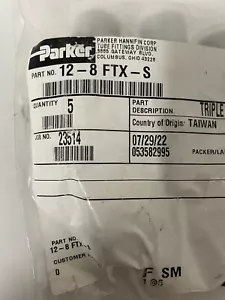 Parker
PARKER HANNIFIN CORP
TUBE FITTINGS DIVISION
3885 GATEWAY BLVD.
COLUMBUS, OHIO 43228
PART NO. 12-8 FTX-S
QUANTITY 5
PART DESCRIPTION: TRIPLE
Country of Origin: TAIWAN
JOB NO. 23514
07/29/22
053582995
PACKER/LA
PART NO.
12-8 FTX-S
CUSTOMER
0
SM